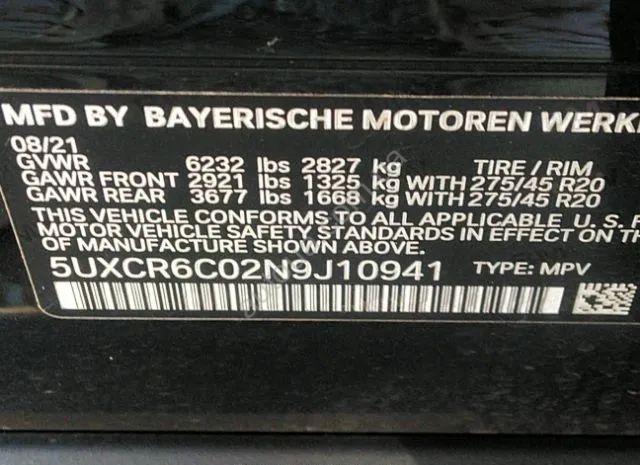 MFD BY BAYERISCHE MOTOREN WERKE
08/21
GVWR 6232 lbs 2827 kg TIRE / RIM
GAWR FRONT 2921 lbs 1325 kg WITH 275/45 R20
GAWR REAR 3677 lbs 1668 kg WITH 275/45 R20
THIS VEHICLE CONFORMS TO ALL APPLICABLE U.S. F
MOTOR VEHICLE SAFETY STANDARDS IN EFFECT ON TH
OF MANUFACTURE SHOWN ABOVE.
5UXCR6C02N9J10941 TYPE: MPV